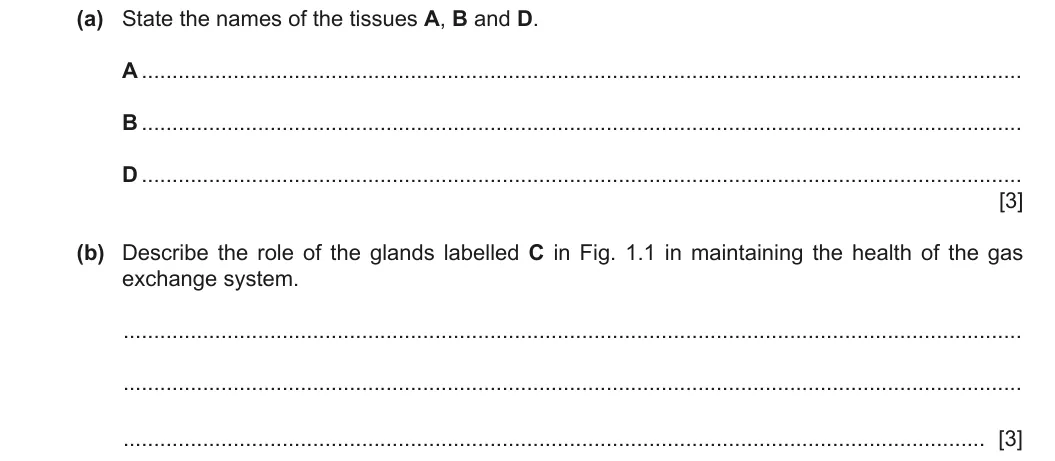 (a) State the names of the tissues A, B and D.
A ........................................................................................................................................
B ........................................................................................................................................
D ........................................................................................................................................
[3]
(b) Describe the role of the glands labelled C in Fig. 1.1 in maintaining the health of the gas
exchange system.
...........................................................................................................................................
...........................................................................................................................................
..................................................................................................................................... [3]